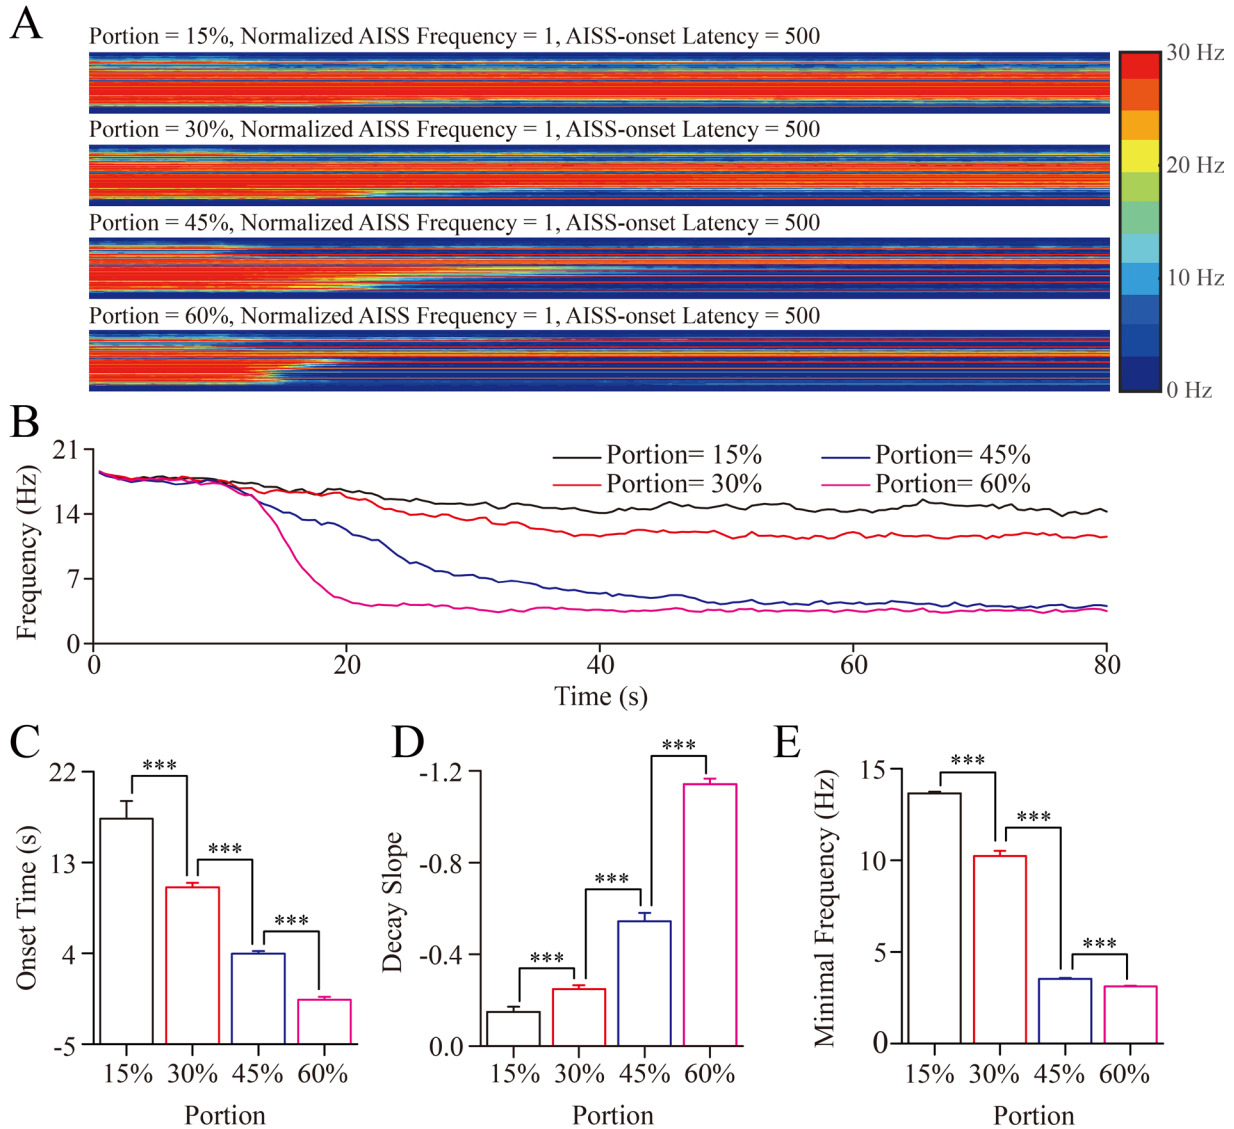 A
Portion = 15%, Normalized AISS Frequency = 1, AISS-onset Latency = 500
30 Hz
Portion = 30%, Normalized AISS Frequency = 1, AISS-onset Latency = 500
20 Hz
Portion = 45%, Normalized AISS Frequency = 1, AISS-onset Latency = 500
10 Hz
Portion = 60%, Normalized AISS Frequency = 1, AISS-onset Latency = 500
0 Hz
B
Frequency (Hz)
21
14
7
0
Portion= 15%
Portion= 45%
Portion= 30%
Portion= 60%
0 20 40 60 80
Time (s)
C
Onset Time (s)
22
13
4
-5
***
***
***
15% 30% 45% 60%
Portion
D
Decay Slope
-1.2
-0.8
-0.4
0.0
***
***
***
15% 30% 45% 60%
Portion
E
Minimal Frequency (Hz)
15
10
5
0
***
***
***
15% 30% 45% 60%
Portion